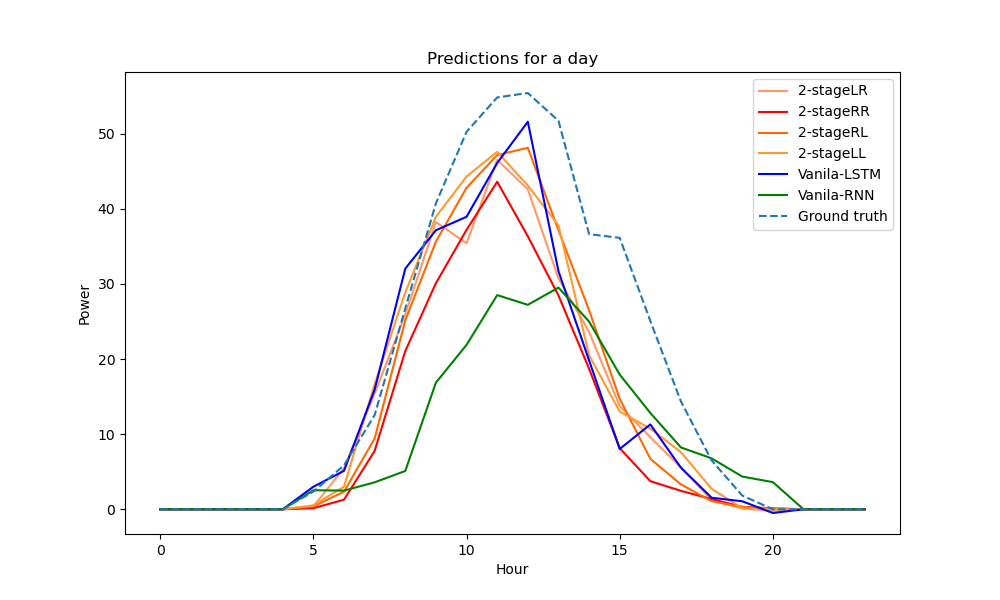 Predictions for a day
2-stageLR
2-stageRR
2-stageRL
2-stageLL
Vanila-LSTM
Vanila-RNN
Ground truth
Power
50
40
30
20
10
0
0 5 10 15 20
Hour